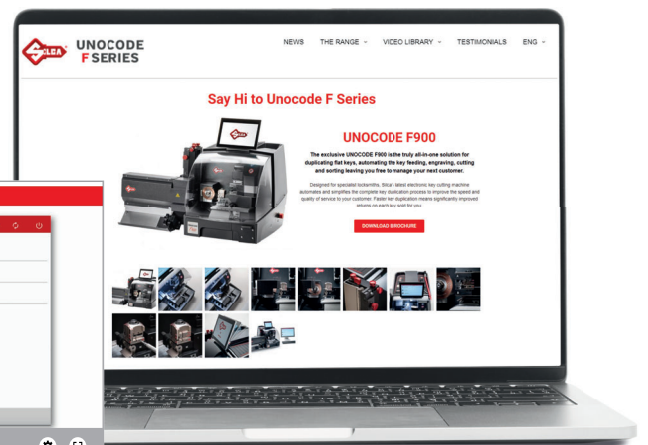 SILCA
UNOCODE
F SERIES
NEWS THE RANGE VIDEO LIBRARY TESTIMONIALS ENG
Say Hi to Unocode F Series
UNOCODE F900
The exclusive UNOCODE F900 is the truly all-in-one solution for
duplicating flat keys, automating the key feeding, engraving, cutting
and sorting leaving you free to manage your next customer.
Designed for specialist locksmiths, Silca' latest electronic key cutting machine
automates and simplifies the complete key duplication process to improve the speed and
quality of service to your customer. Faster key duplication means significantly improved
DOWNLOAD BROCHURE